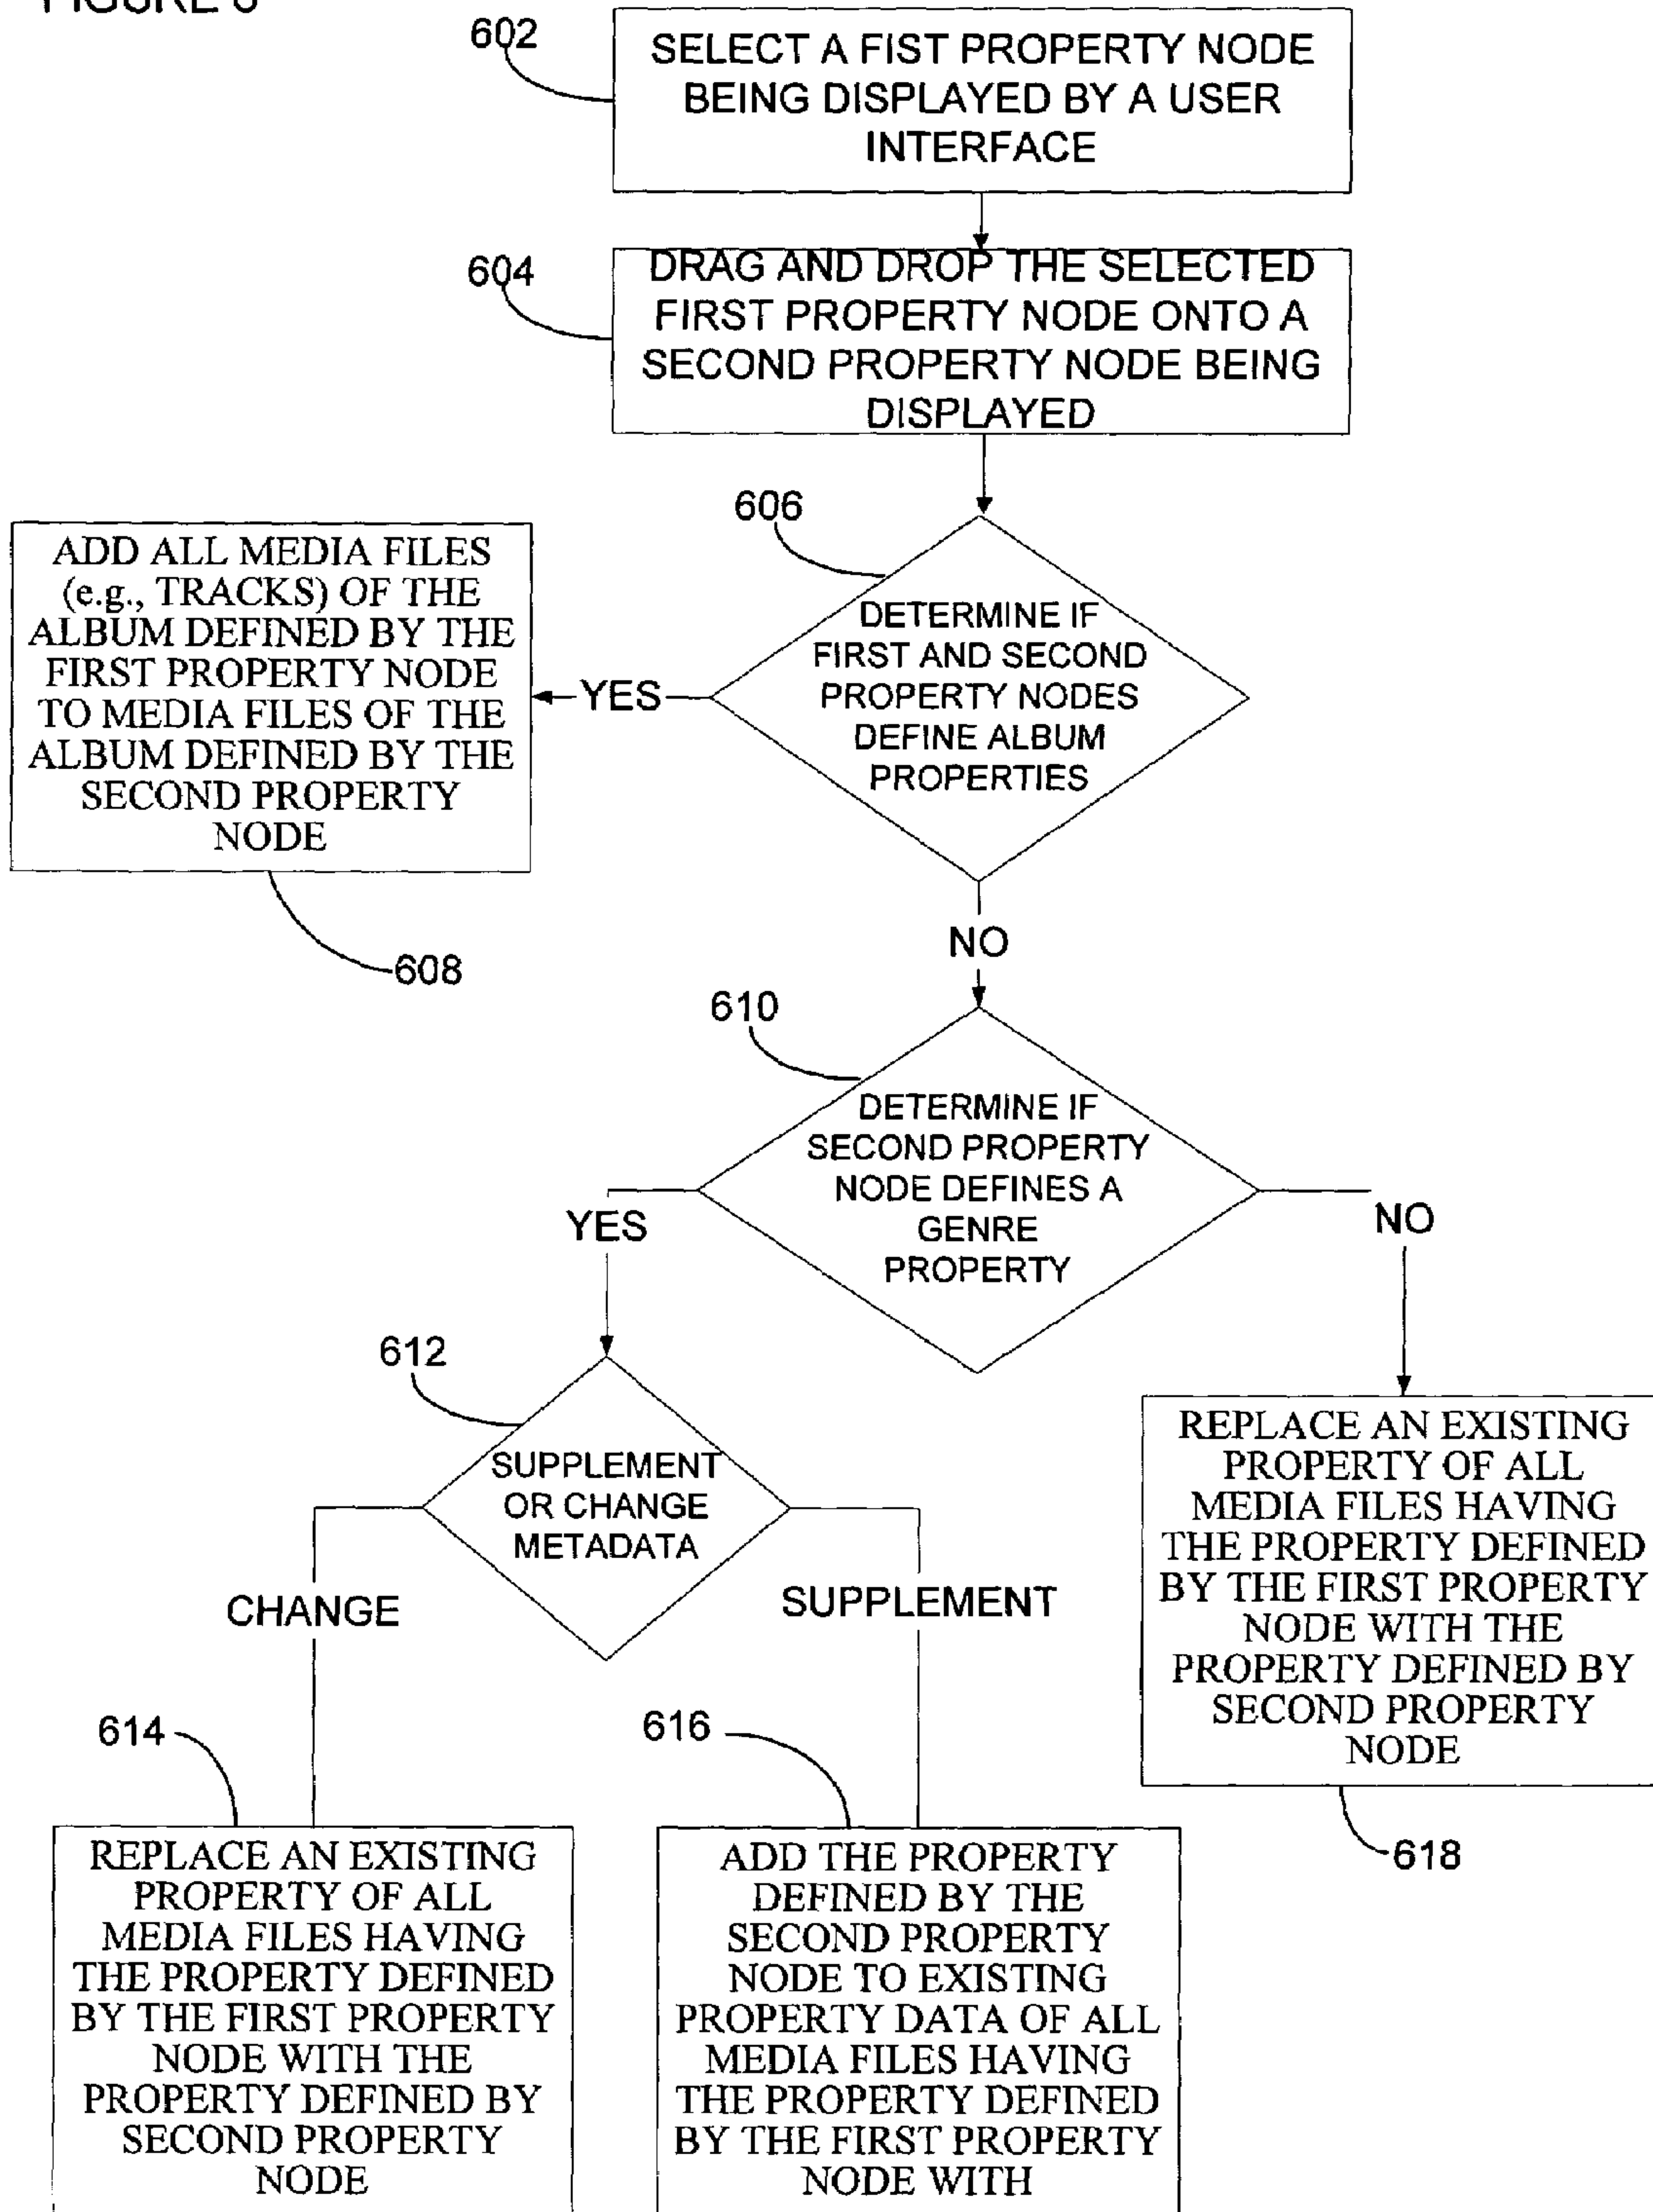 602
SELECT A FIST PROPERTY NODE
BEING DISPLAYED BY A USER
INTERFACE
604
DRAG AND DROP THE SELECTED
FIRST PROPERTY NODE ONTO A
SECOND PROPERTY NODE BEING
DISPLAYED
606
DETERMINE IF
FIRST AND SECOND
PROPERTY NODES
DEFINE ALBUM
PROPERTIES
YES
ADD ALL MEDIA FILES
(e.g., TRACKS) OF THE
ALBUM DEFINED BY THE
FIRST PROPERTY NODE
TO MEDIA FILES OF THE
ALBUM DEFINED BY THE
SECOND PROPERTY
NODE
608
NO
610
DETERMINE IF
SECOND PROPERTY
NODE DEFINES A
GENRE
PROPERTY
YES
NO
612
SUPPLEMENT
OR CHANGE
METADATA
CHANGE
SUPPLEMENT
REPLACE AN EXISTING
PROPERTY OF ALL
MEDIA FILES HAVING
THE PROPERTY DEFINED
BY THE FIRST PROPERTY
NODE WITH THE
PROPERTY DEFINED BY
SECOND PROPERTY
NODE
618
614
REPLACE AN EXISTING
PROPERTY OF ALL
MEDIA FILES HAVING
THE PROPERTY DEFINED
BY THE FIRST PROPERTY
NODE WITH THE
PROPERTY DEFINED BY
SECOND PROPERTY
NODE
616
ADD THE PROPERTY
DEFINED BY THE
SECOND PROPERTY
NODE TO EXISTING
PROPERTY DATA OF ALL
MEDIA FILES HAVING
THE PROPERTY DEFINED
BY THE FIRST PROPERTY
NODE WITH